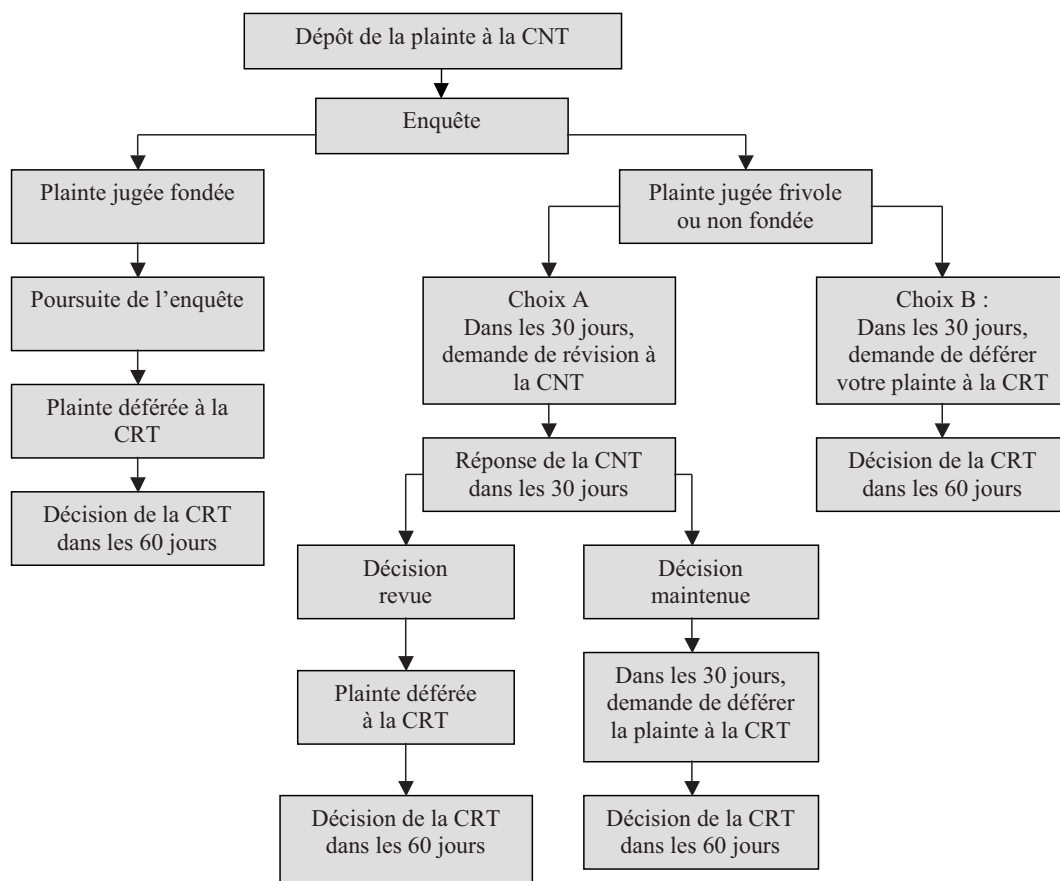 Dépôt de la plainte à la CNT
Enquête
Plainte jugée fondée
Plainte jugée frivole
ou non fondée
Poursuite de l’enquête
Choix A
Dans les 30 jours,
demande de révision à
la CNT
Choix B :
Dans les 30 jours,
demande de déférer
votre plainte à la CRT
Plainte déférée à la
CRT
Réponse de la CNT
dans les 30 jours
Décision de la CRT
dans les 60 jours
Décision de la CRT
dans les 60 jours
Décision
revue
Décision
maintenue
Plainte déférée
à la CRT
Dans les 30 jours,
demande de déférer
la plainte à la CRT
Décision de la CRT
dans les 60 jours
Décision de la CRT
dans les 60 jours